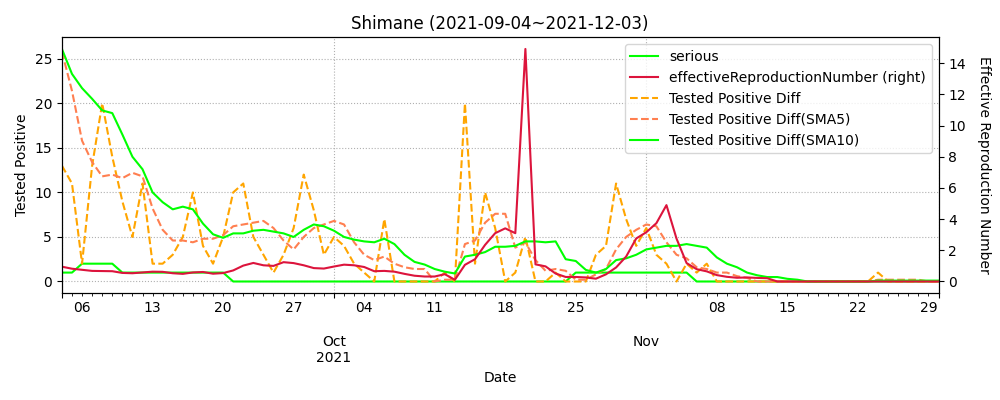 Shimane (2021-09-04~2021-12-03)
serious
effectiveReproductionNumber (right)
Tested Positive Diff
Tested Positive Diff(SMA5)
Tested Positive Diff(SMA10)
Tested Positive
25
20
15
10
5
0
Effective Reproduction Number
14
12
10
8
6
4
2
0
06 13 20 27 04 11 18 25 08 15 22 29
Oct Nov
2021
Date